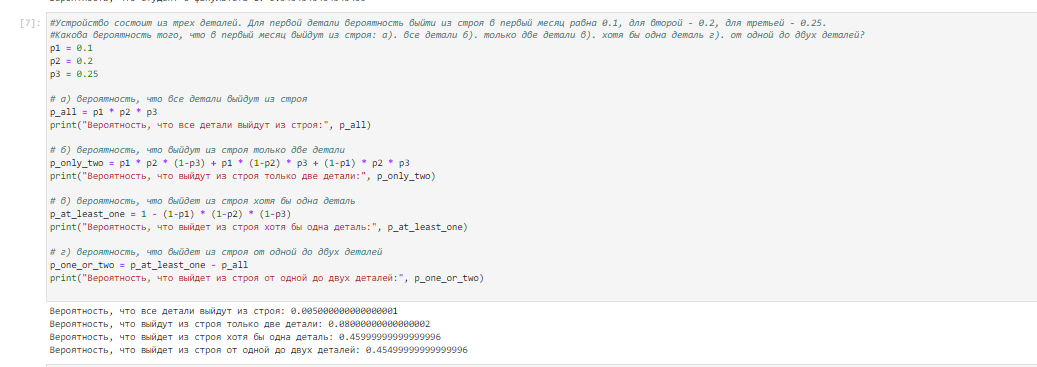 [7]:
#Устройство состоит из трех деталей. Для первой детали вероятность выйти из строя в первый месяц равна 0.1, для второй - 0.2, для третьей - 0.25.
#Какова вероятность того, что в первый месяц выйдут из строя: а). все детали б). только две детали в). хотя бы одна деталь г). от одной до двух деталей?
p1 = 0.1
p2 = 0.2
p3 = 0.25
# а) вероятность, что все детали выйдут из строя
p_all = p1 * p2 * p3
print("Вероятность, что все детали выйдут из строя:", p_all)
# б) вероятность, что выйдут из строя только две детали
p_only_two = p1 * p2 * (1-p3) + p1 * (1-p2) * p3 + (1-p1) * p2 * p3
print("Вероятность, что выйдут из строя только две детали:", p_only_two)
# в) вероятность, что выйдет из строя хотя бы одна деталь
p_at_least_one = 1 - (1-p1) * (1-p2) * (1-p3)
print("Вероятность, что выйдет из строя хотя бы одна деталь:", p_at_least_one)
# г) вероятность, что выйдет из строя от одной до двух деталей
p_one_or_two = p_at_least_one - p_all
print("Вероятность, что выйдет из строя от одной до двух деталей:", p_one_or_two)
Вероятность, что все детали выйдут из строя: 0.005000000000000001
Вероятность, что выйдут из строя только две детали: 0.08000000000000002
Вероятность, что выйдет из строя хотя бы одна деталь: 0.45999999999999996
Вероятность, что выйдет из строя от одной до двух деталей: 0.45499999999999996